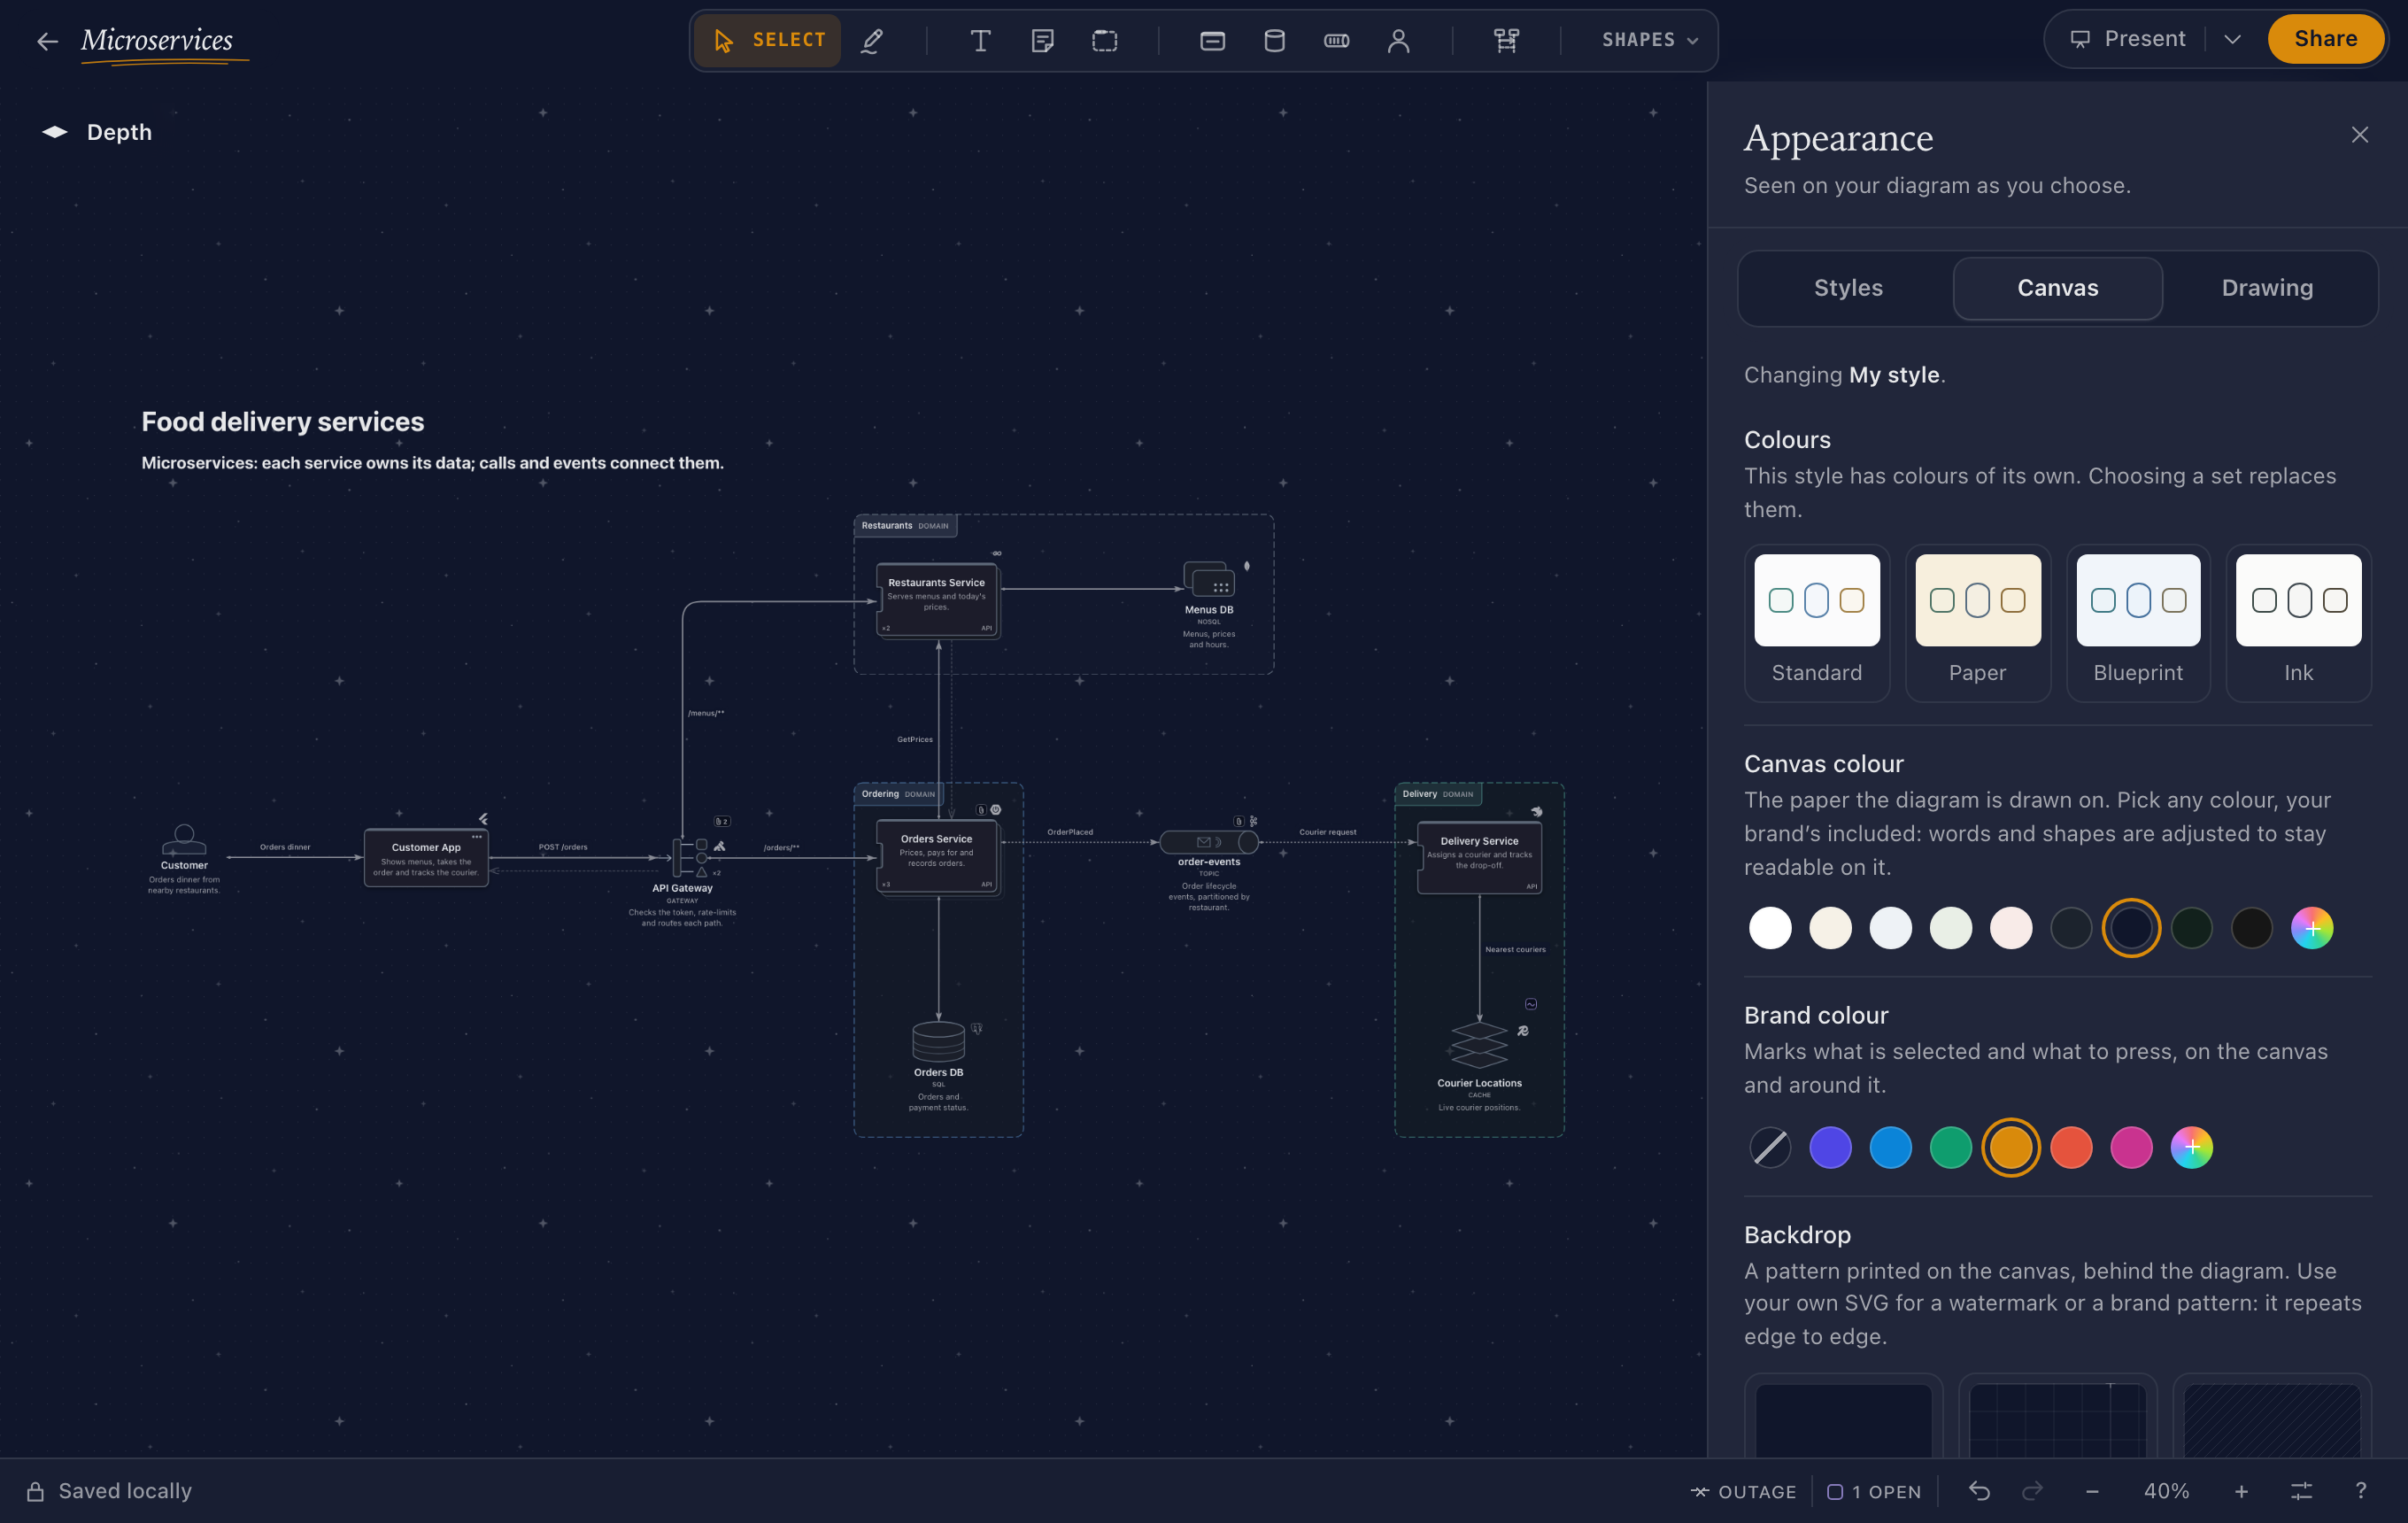 Microservices
SELECT
SHAPES
Present
Share
Depth
Food delivery services
Microservices: each service owns its data; calls and events connect them.
Restaurants DOMAIN
Restaurants Service
Serves menus and today's
prices.
×2 API
Menus DB
NOSQL
Menus, prices
and hours.
/menus/**
GetPrices
Customer
Orders dinner from
nearby restaurants.
Orders dinner
Customer App
Shows menus, takes the
order and tracks the courier.
POST /orders
2
×2
API Gateway
GATEWAY
Checks the token, rate-limits
and routes each path.
/orders/**
Ordering DOMAIN
Orders Service
Prices, pays for and
records orders.
×3 API
Orders DB
SQL
Orders and
payment status.
OrderPlaced
order-events
TOPIC
Order lifecycle
events, partitioned by
restaurant.
Courier request
Delivery DOMAIN
Delivery Service
Assigns a courier and tracks
the drop-off.
API
Nearest couriers
Courier Locations
CACHE
Live courier positions.
Appearance
Seen on your diagram as you choose.
Styles
Canvas
Drawing
Changing My style.
Colours
This style has colours of its own. Choosing a set replaces
them.
Standard
Paper
Blueprint
Ink
Canvas colour
The paper the diagram is drawn on. Pick any colour, your
brand’s included: words and shapes are adjusted to stay
readable on it.
Brand colour
Marks what is selected and what to press, on the canvas
and around it.
Backdrop
A pattern printed on the canvas, behind the diagram. Use
your own SVG for a watermark or a brand pattern: it repeats
edge to edge.
Saved locally
OUTAGE
1 OPEN
40%
?